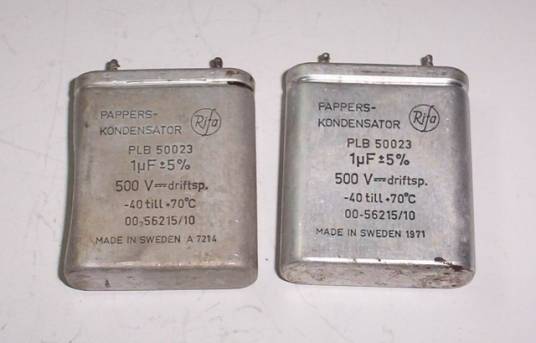 PAPPERS-
KONDENSATOR
Rifa
PLB 50023
1µF ±5%
500 V⎓driftsp.
-40 till +70°C
00-56215/10
MADE IN SWEDEN A 7214
PAPPERS-
KONDENSATOR
Rifa
PLB 50023
1µF ±5%
500 V⎓driftsp.
-40 till +70°C
00-56215/10
MADE IN SWEDEN 1971